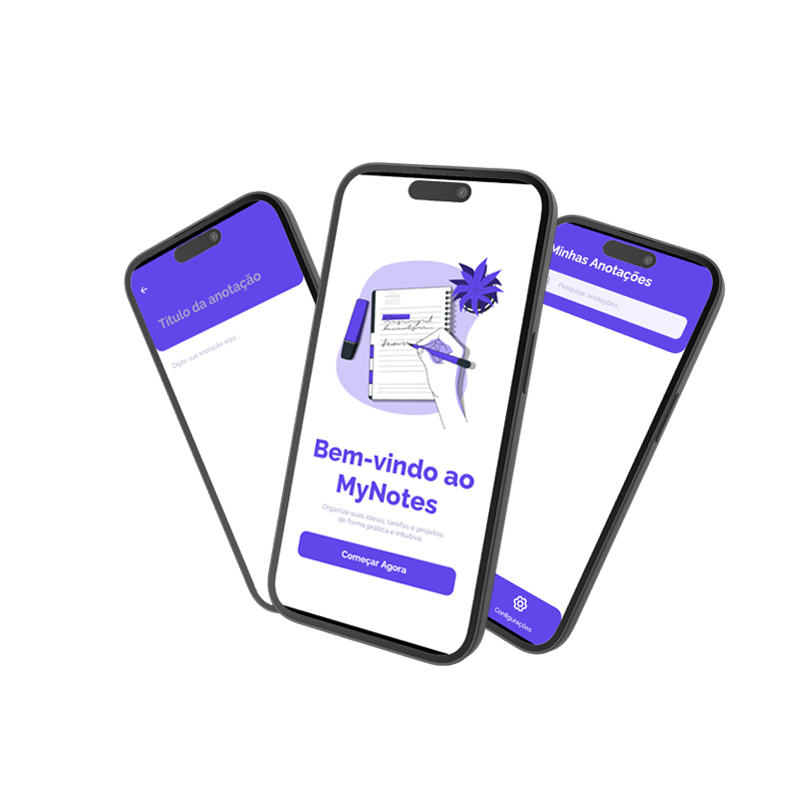 Título da anotação
Digite sua anotação aqui...
Bem-vindo ao
MyNotes
Organize suas ideias, tarefas e projetos
de forma prática e intuitiva.
Começar Agora
Minhas Anotações
Pesquisar anotações...
Configurações